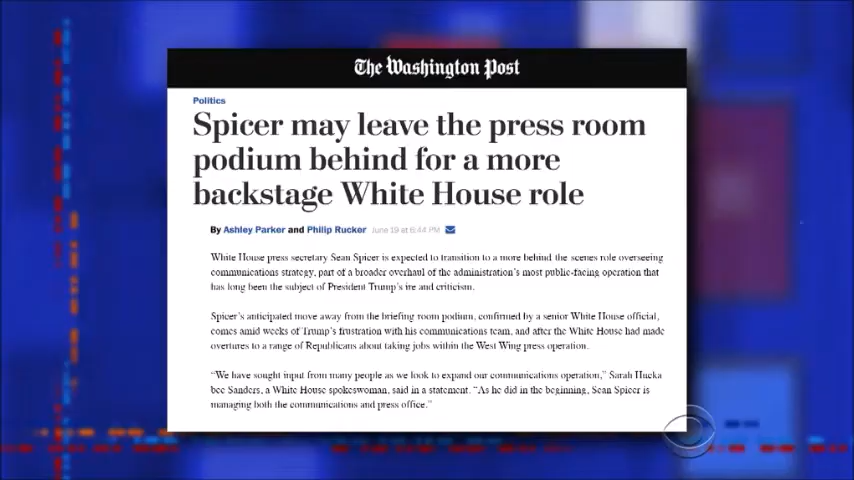 The Washington Post
Politics
Spicer may leave the press room
podium behind for a more
backstage White House role
By Ashley Parker and Philip Rucker June 19 at 6:44 PM
White House press secretary Sean Spicer is expected to transition to a more behind the scenes role overseeing
communications strategy, part of a broader overhaul of the administration's most public-facing operation that
has long been the subject of President Trump's ire and criticism.
Spicer's anticipated move away from the briefing room podium, confirmed by a senior White House official,
comes amid weeks of Trump's frustration with his communications team, and after the White House had made
overtures to a range of Republicans about taking jobs within the West Wing press operation.
“We have sought input from many people as we look to expand our communications operation,” Sarah Hucka
bee Sanders, a White House spokeswoman, said in a statement. “As he did in the beginning, Sean Spicer is
managing both the communications and press office.”